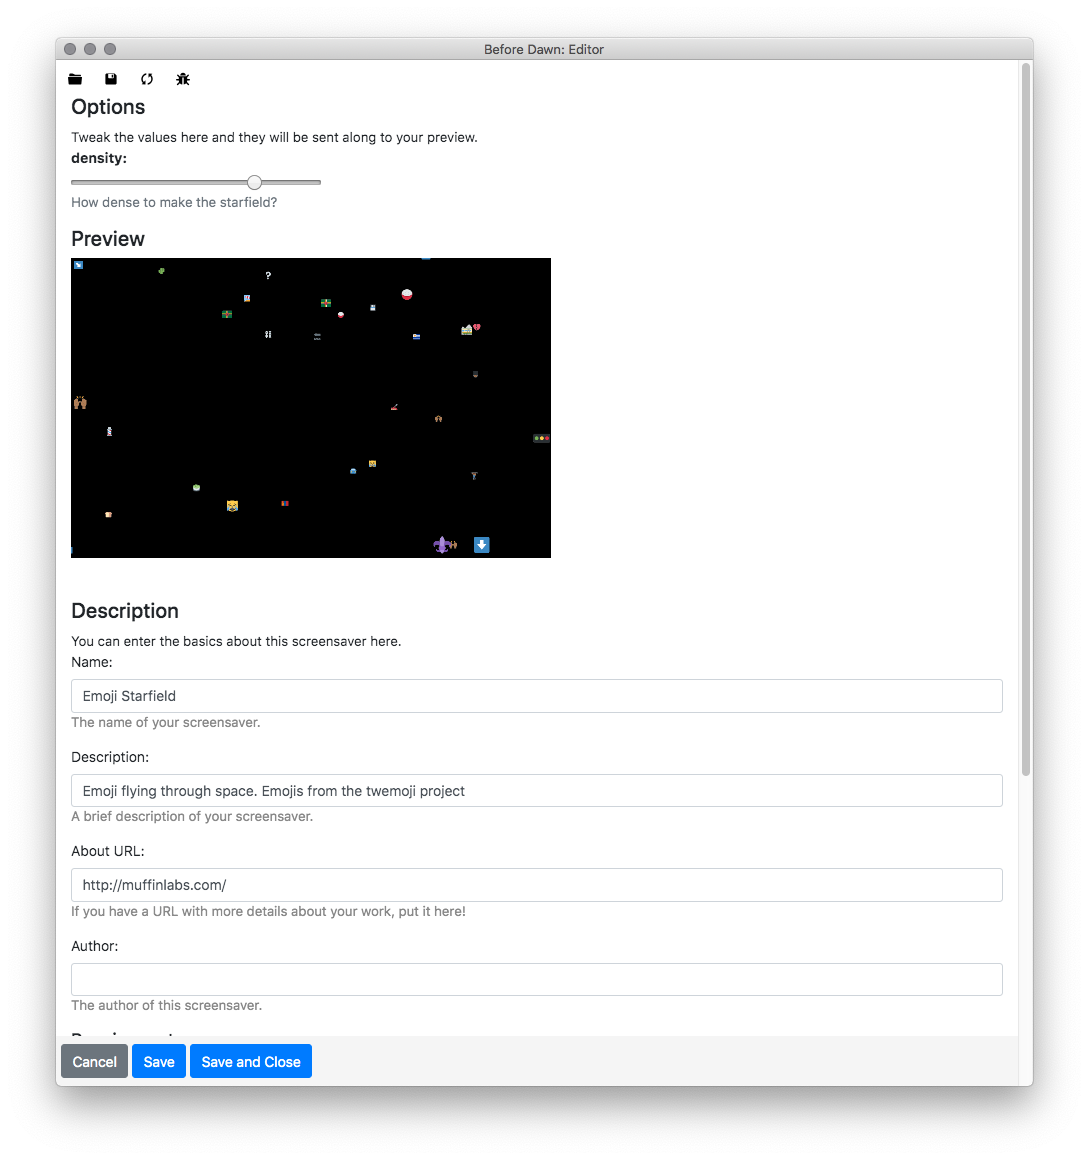 Before Dawn: Editor
Options
Tweak the values here and they will be sent along to your preview.
density:
How dense to make the starfield?
Preview
?
Description
You can enter the basics about this screensaver here.
Name:
Emoji Starfield
The name of your screensaver.
Description:
Emoji flying through space. Emojis from the twemoji project
A brief description of your screensaver.
About URL:
http://muffinlabs.com/
If you have a URL with more details about your work, put it here!
Author:
The author of this screensaver.
Cancel
Save
Save and Close